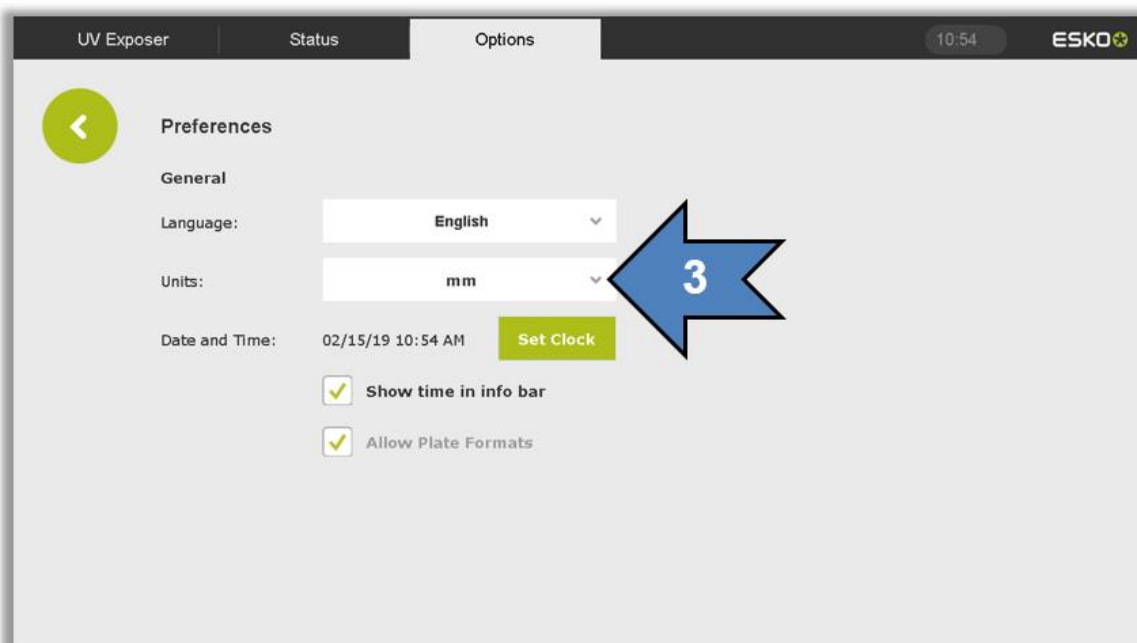 UV Exposer Status Options 10:54 ESKO
Preferences
General
Language: English
Units: mm
3
Date and Time: 02/15/19 10:54 AM Set Clock
Show time in info bar
Allow Plate Formats